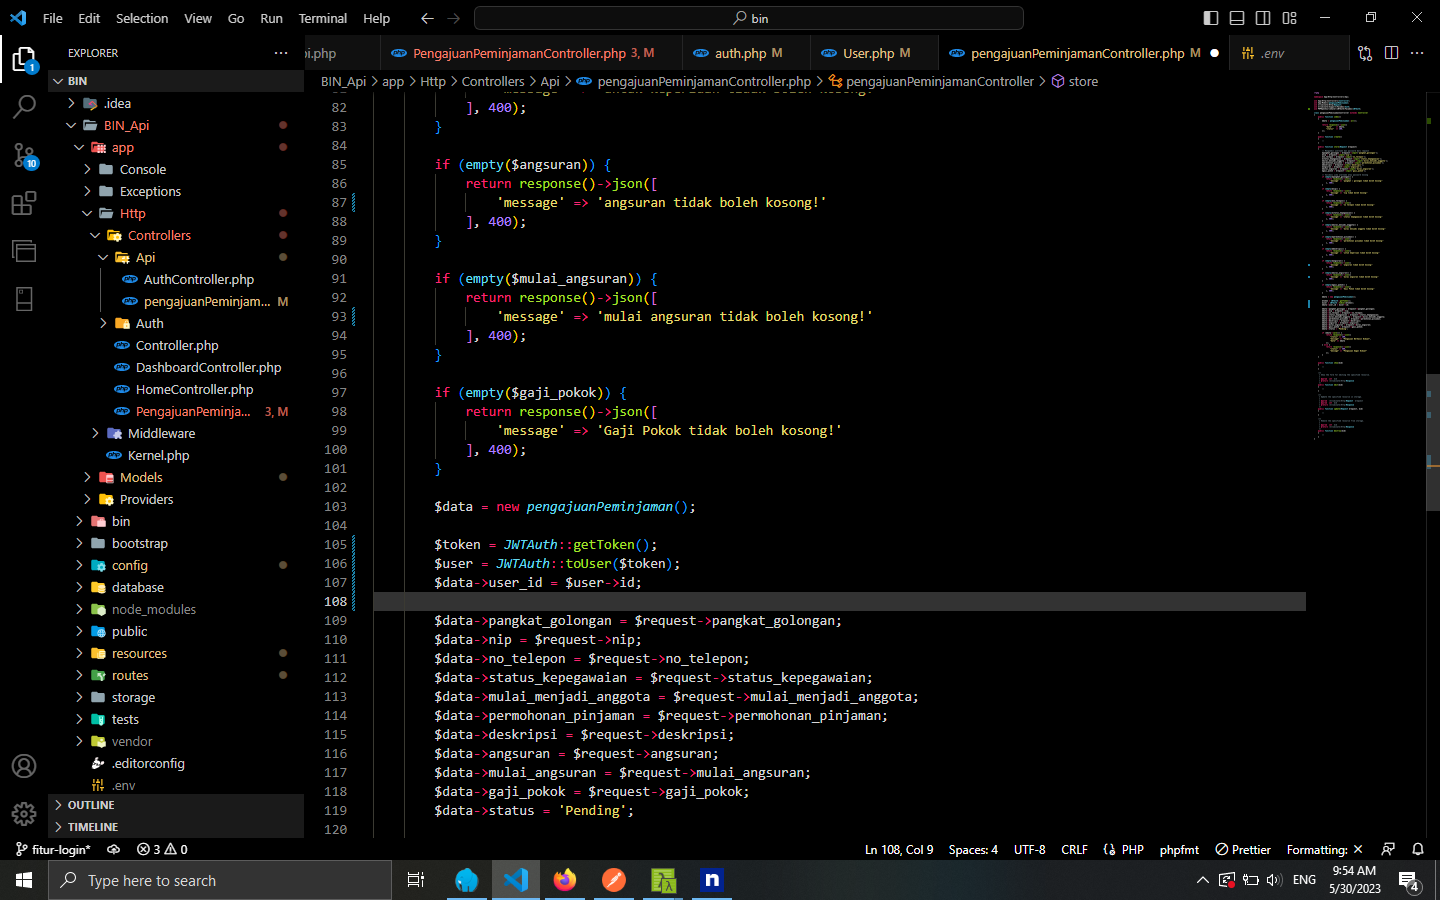 File Edit Selection View Go Run Terminal Help
bin
EXPLORER
pi.php
PengajuanPeminjamanController.php 3, M
auth.php M
User.php M
pengajuanPeminjamanController.php M
.env
BIN_Api > app > Http > Controllers > Api > pengajuanPeminjamanController.php > pengajuanPeminjamanController > store
BIN
.idea
BIN_Api
app
Console
Exceptions
Http
Controllers
Api
AuthController.php
pengajuanPeminjam... M
Auth
Controller.php
DashboardController.php
HomeController.php
PengajuanPeminja... 3, M
Middleware
Kernel.php
Models
Providers
bin
bootstrap
config
database
node_modules
public
resources
routes
storage
tests
vendor
.editorconfig
.env
OUTLINE
TIMELINE
1
10
82 ], 400);
83 }
84
85 if (empty($angsuran)) {
86 return response()->json([
87 'message' => 'angsuran tidak boleh kosong!'
88 ], 400);
89 }
90
91 if (empty($mulai_angsuran)) {
92 return response()->json([
93 'message' => 'mulai angsuran tidak boleh kosong!'
94 ], 400);
95 }
96
97 if (empty($gaji_pokok)) {
98 return response()->json([
99 'message' => 'Gaji Pokok tidak boleh kosong!'
100 ], 400);
101 }
102
103 $data = new pengajuanPeminjaman();
104
105 $token = JWTAuth::getToken();
106 $user = JWTAuth::toUser($token);
107 $data->user_id = $user->id;
108
109 $data->pangkat_golongan = $request->pangkat_golongan;
110 $data->nip = $request->nip;
111 $data->no_telepon = $request->no_telepon;
112 $data->status_kepegawaian = $request->status_kepegawaian;
113 $data->mulai_menjadi_anggota = $request->mulai_menjadi_anggota;
114 $data->permohonan_pinjaman = $request->permohonan_pinjaman;
115 $data->deskripsi = $request->deskripsi;
116 $data->angsuran = $request->angsuran;
117 $data->mulai_angsuran = $request->mulai_angsuran;
118 $data->gaji_pokok = $request->gaji_pokok;
119 $data->status = 'Pending';
120
fitur-login* 3 0
Ln 108, Col 9 Spaces: 4 UTF-8 CRLF PHP phpfmt Prettier Formatting: ×
Type here to search
ENG
9:54 AM
5/30/2023
4